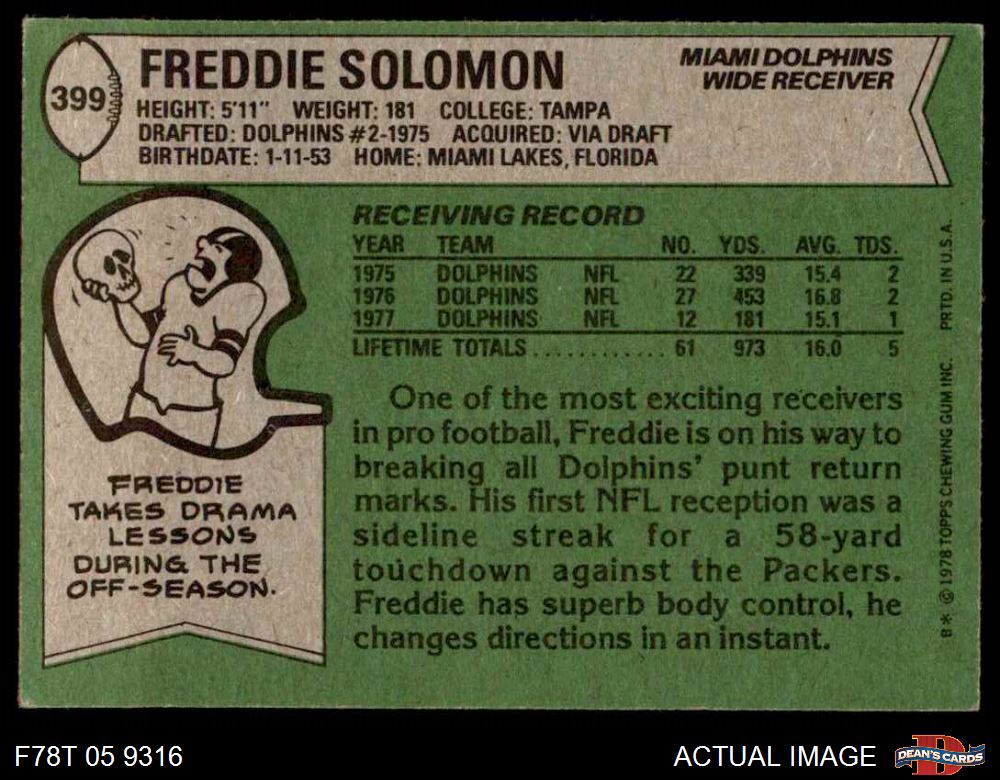 399
FREDDIE SOLOMON
MIAMI DOLPHINS
WIDE RECEIVER
HEIGHT: 5'11" WEIGHT: 181 COLLEGE: TAMPA
DRAFTED: DOLPHINS #2-1975 ACQUIRED: VIA DRAFT
BIRTHDATE: 1-11-53 HOME: MIAMI LAKES, FLORIDA
RECEIVING RECORD
YEAR TEAM NO. YDS. AVG. TDS.
1975 DOLPHINS NFL 22 339 15.4 2
1976 DOLPHINS NFL 27 453 16.8 2
1977 DOLPHINS NFL 12 181 15.1 1
LIFETIME TOTALS............ 61 973 16.0 5
One of the most exciting receivers
in pro football, Freddie is on his way to
breaking all Dolphins' punt return
marks. His first NFL reception was a
sideline streak for a 58-yard
touchdown against the Packers.
Freddie has superb body control, he
changes directions in an instant.
FREDDIE
TAKES DRAMA
LESSONS
DURING THE
OFF-SEASON.
B* © 1978 TOPPS CHEWING GUM INC. PRTD. IN U.S.A.
F78T 05 9316
ACTUAL IMAGE
D
DEAN'S CARDS